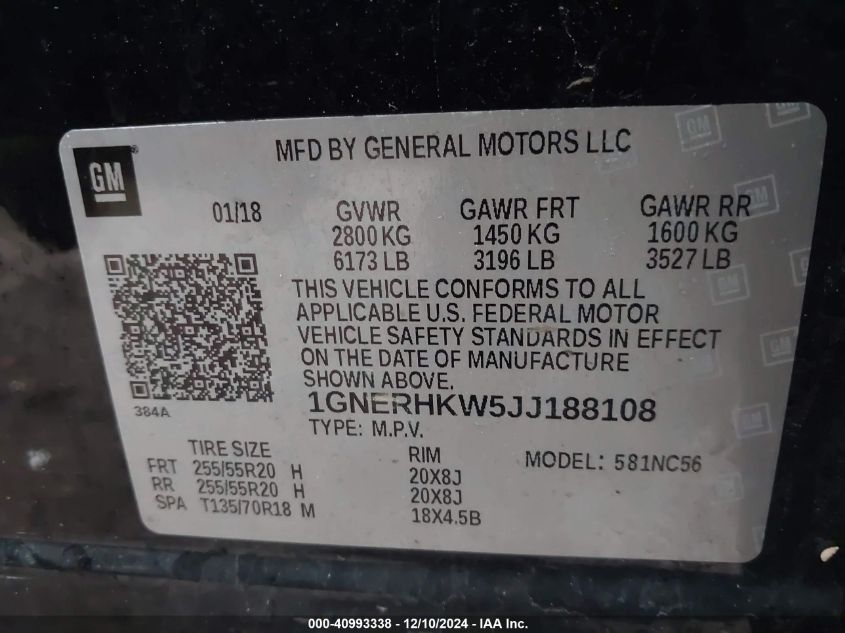 MFD BY GENERAL MOTORS LLC
GM
01/18 GVWR GAWR FRT GAWR RR
2800 KG 1450 KG 1600 KG
6173 LB 3196 LB 3527 LB
THIS VEHICLE CONFORMS TO ALL
APPLICABLE U.S. FEDERAL MOTOR
VEHICLE SAFETY STANDARDS IN EFFECT
ON THE DATE OF MANUFACTURE
SHOWN ABOVE.
384A
1GNERHKW5JJ188108
TYPE: M.P.V.
TIRE SIZE RIM MODEL: 581NC56
FRT 255/55R20 H 20X8J
RR 255/55R20 H 20X8J
SPA T135/70R18 M 18X4.5B
000-40993338 - 12/10/2024 - IAA Inc.